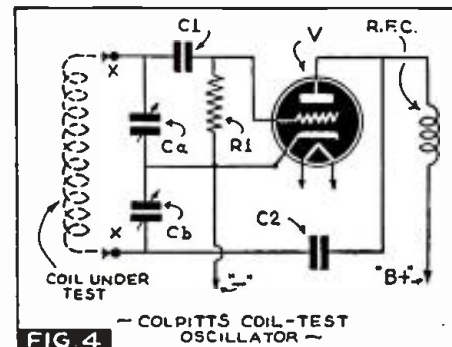 C1
V
R.F.C.
X
Ca
R1
Cb
C2
X
COIL UNDER
TEST
"-"
"B+"
FIG. 4
~ COLPITTS COIL-TEST
OSCILLATOR ~